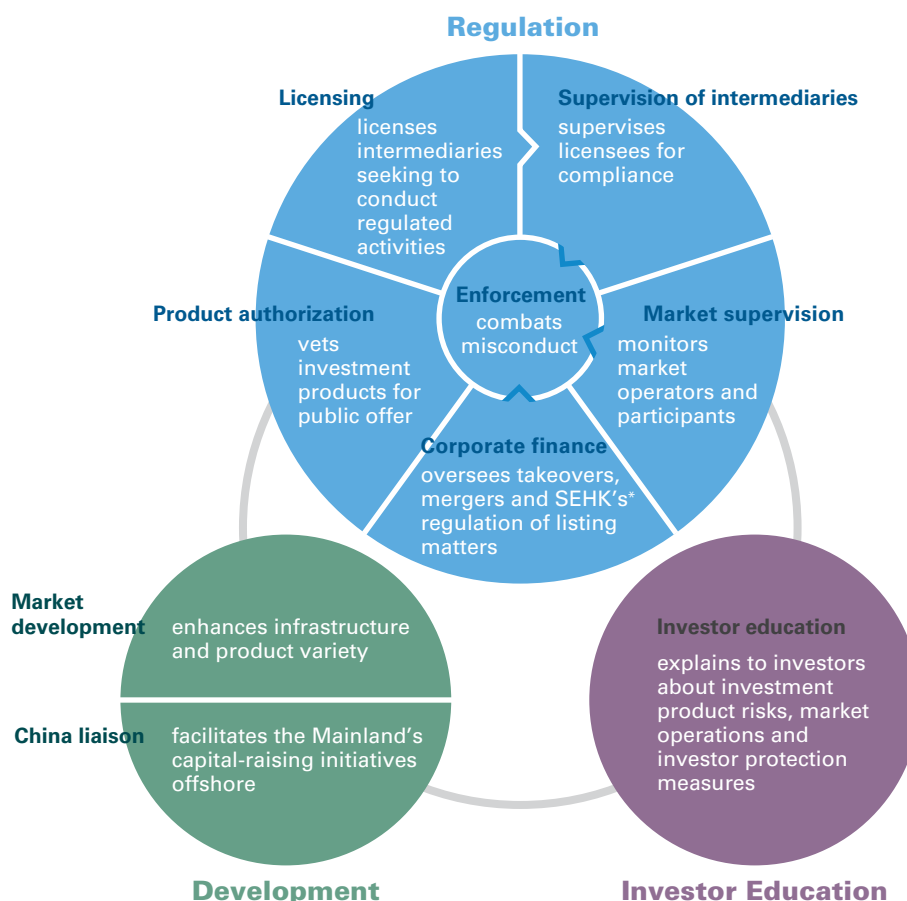 Regulation
Licensing
licenses
intermediaries
seeking to
conduct
regulated
activities
Supervision of intermediaries
supervises
licensees for
compliance
Enforcement
combats
misconduct
Product authorization
vets
investment
products for
public offer
Market supervision
monitors
market
operators and
participants
Corporate finance
oversees takeovers,
mergers and SEHK’s*
regulation of listing
matters
Market
development
enhances infrastructure
and product variety
China liaison
facilitates the Mainland’s
capital-raising initiatives
offshore
Development
Investor education
explains to investors
about investment
product risks, market
operations and
investor protection
measures
Investor Education